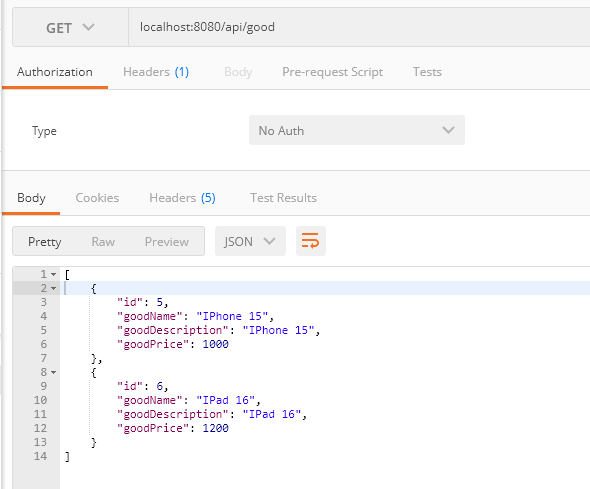 GET localhost:8080/api/good
Authorization Headers (1) Body Pre-request Script Tests
Type No Auth
Body Cookies Headers (5) Test Results
Pretty Raw Preview JSON
1 [
2 {
3 "id": 5,
4 "goodName": "IPhone 15",
5 "goodDescription": "IPhone 15",
6 "goodPrice": 1000
7 },
8 {
9 "id": 6,
10 "goodName": "IPad 16",
11 "goodDescription": "IPad 16",
12 "goodPrice": 1200
13 }
14 ]